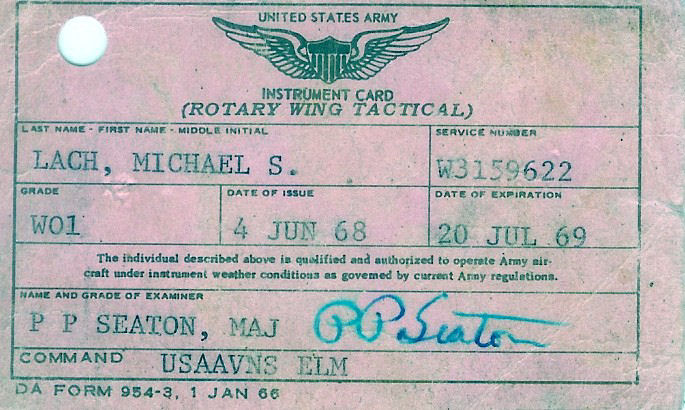 UNITED STATES ARMY
INSTRUMENT CARD
(ROTARY WING TACTICAL)
LAST NAME - FIRST NAME - MIDDLE INITIAL
SERVICE NUMBER
LACH, MICHAEL S.
W3159622
GRADE
DATE OF ISSUE
DATE OF EXPIRATION
WO1
4 JUN 68
20 JUL 69
The individual described above is qualified and authorized to operate Army air-
craft under instrument weather conditions as governed by current Army regulations.
NAME AND GRADE OF EXAMINER
P P SEATON, MAJ
P P. Seaton
COMMAND USAAVNS ELM
DA FORM 954-3, 1 JAN 66